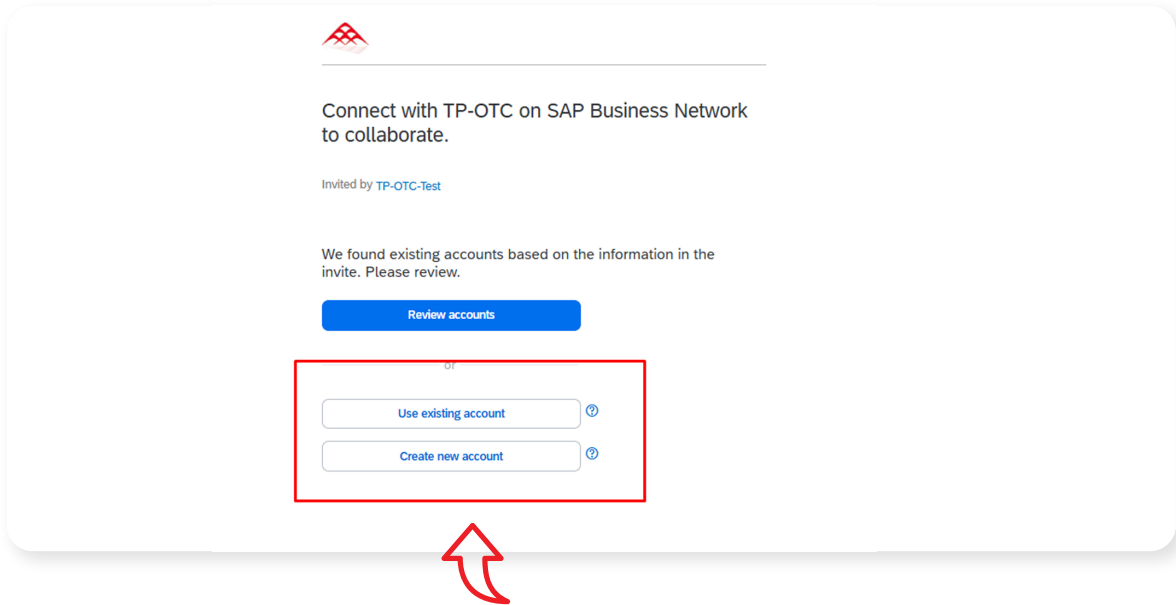 Connect with TP-OTC on SAP Business Network
to collaborate.
Invited by TP-OTC-Test
We found existing accounts based on the information in the
invite. Please review.
Review accounts
or
Use existing account
?
Create new account
?